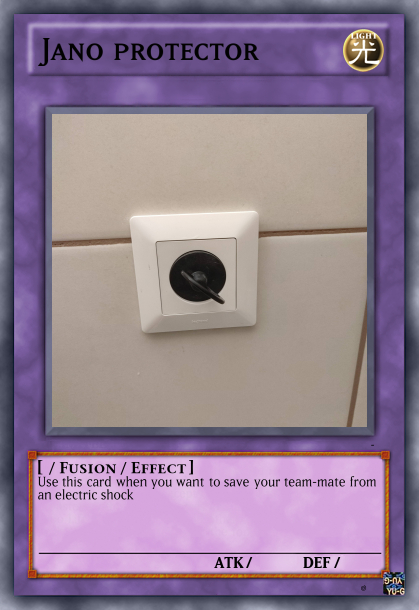 JANO PROTECTOR
LIGHT
光
[ / FUSION / EFFECT ]
Use this card when you want to save your team-mate from
an electric shock
ATK / DEF /